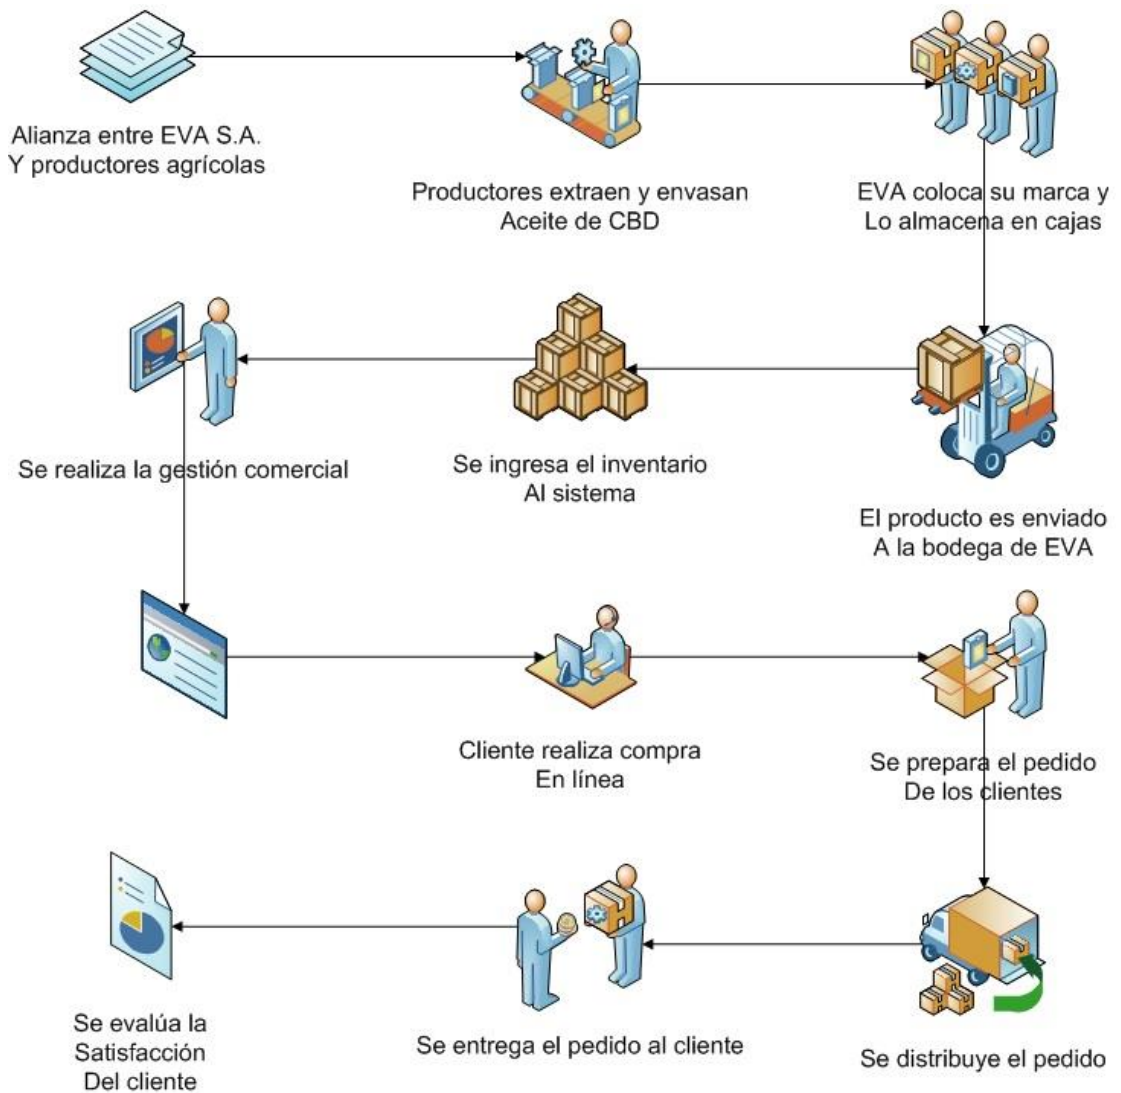 Alianza entre EVA S.A.
Y productores agrícolas
Productores extraen y envasan
Aceite de CBD
EVA coloca su marca y
Lo almacena en cajas
Se realiza la gestión comercial
Se ingresa el inventario
Al sistema
El producto es enviado
A la bodega de EVA
Cliente realiza compra
En línea
Se prepara el pedido
De los clientes
Se evalúa la
Satisfacción
Del cliente
Se entrega el pedido al cliente
Se distribuye el pedido